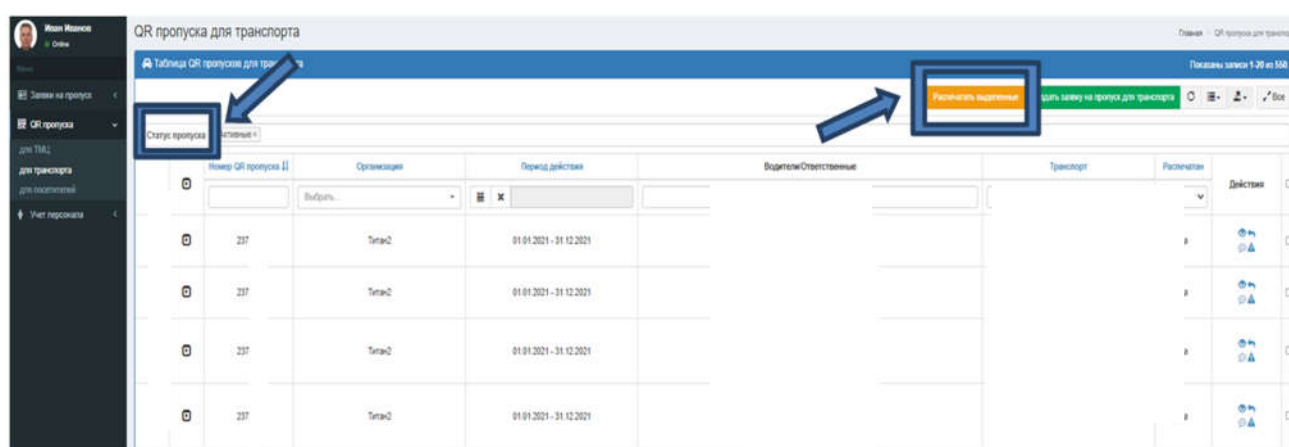 Иван Иванов
Online
Меню
Заявки на пропуск
QR пропуска
для ТМЦ
для транспорта
для посетителей
Учет персонала
QR пропуска для транспорта
Главная QR пропуска для
Таблица QR пропусков для
Показаны записи 1-20 из 558
Распечатать выделенные
заявку на пропуск для транспорта
Все
Статус пропуска
Активные ×
Номер QR пропуска
Организация
Период действия
Водители/Ответственные
Транспорт
Распечатан
Действия
Выбрать...
237 Титан2 01.01.2021 - 31.12.2021
237 Титан2 01.01.2021 - 31.12.2021
237 Титан2 01.01.2021 - 31.12.2021
237 Титан2 01.01.2021 - 31.12.2021